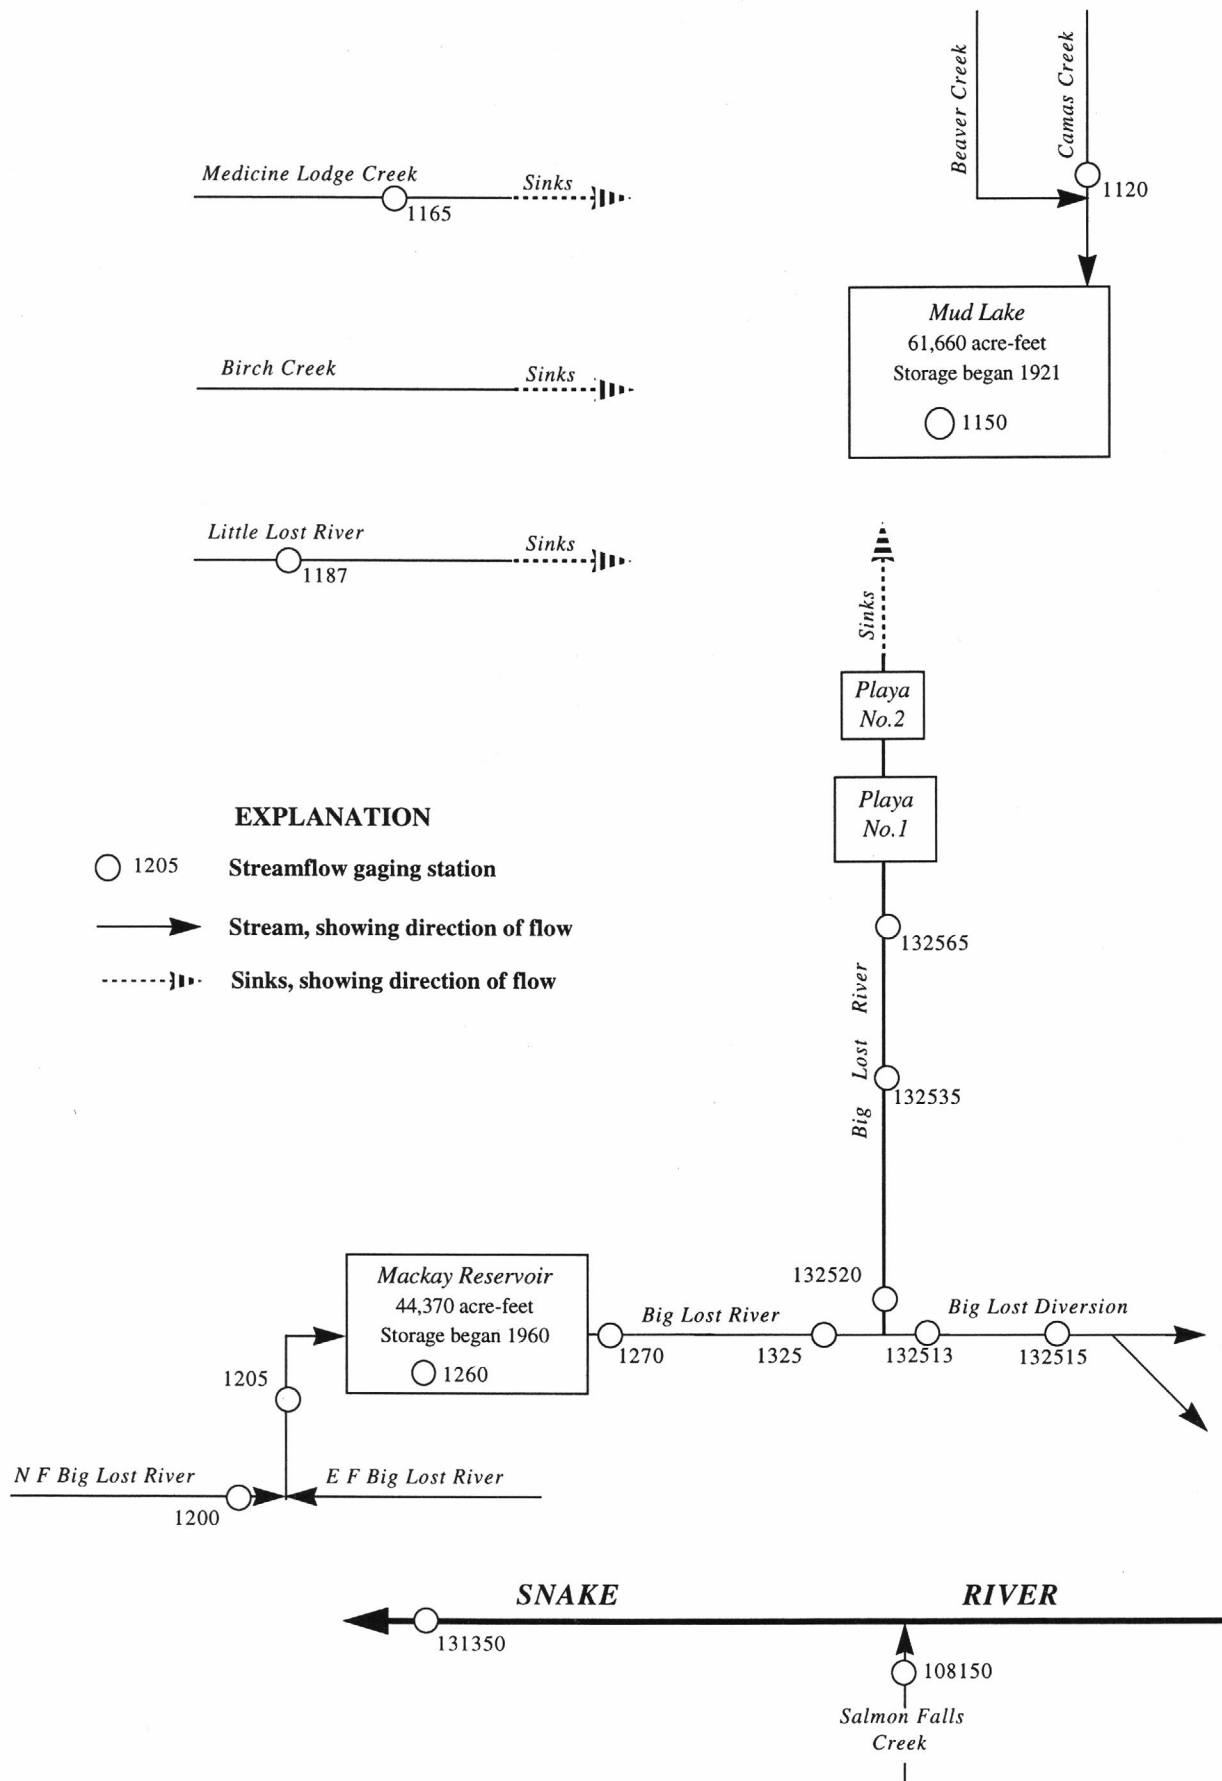 Beaver Creek
Camas Creek
1120
Medicine Lodge Creek
Sinks
1165
Mud Lake
61,660 acre-feet
Storage began 1921
1150
Birch Creek
Sinks
Little Lost River
Sinks
1187
Sinks
Playa
No.2
Playa
No.1
EXPLANATION
1205 Streamflow gaging station
Stream, showing direction of flow
Sinks, showing direction of flow
132565
Big Lost River
132535
132520
Mackay Reservoir
44,370 acre-feet
Storage began 1960
1260
Big Lost River
Big Lost Diversion
1270
1325
132513
132515
1205
N F Big Lost River
E F Big Lost River
1200
SNAKE RIVER
131350
108150
Salmon Falls
Creek